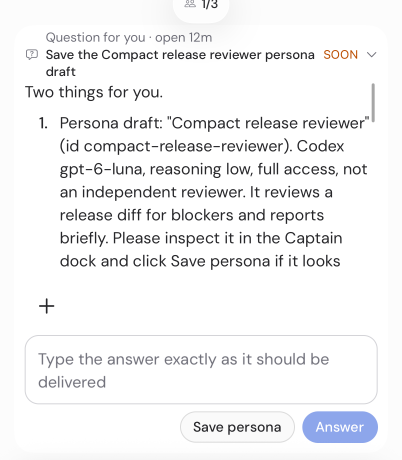 1/3
Question for you · open 12m
Save the Compact release reviewer persona SOON
draft
Two things for you.
1. Persona draft: "Compact release reviewer"
(id compact-release-reviewer). Codex
gpt-6-luna, reasoning low, full access, not
an independent reviewer. It reviews a
release diff for blockers and reports
briefly. Please inspect it in the Captain
dock and click Save persona if it looks
Type the answer exactly as it should be
delivered
Save persona Answer